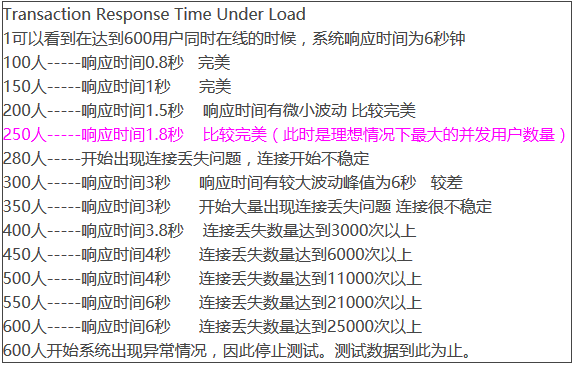 Transaction Response Time Under Load
1可以看到在达到600用户同时在线的时候，系统响应时间为6秒钟
100人-----响应时间0.8秒 完美
150人-----响应时间1秒 完美
200人-----响应时间1.5秒 响应时间有微小波动 比较完美
250人-----响应时间1.8秒 比较完美（此时是理想情况下最大的并发用户数量）
280人-----开始出现连接丢失问题，连接开始不稳定
300人-----响应时间3秒 响应时间有较大波动峰值为6秒 较差
350人-----响应时间3秒 开始大量出现连接丢失问题 连接很不稳定
400人-----响应时间3.8秒 连接丢失数量达到3000次以上
450人-----响应时间4秒 连接丢失数量达到6000次以上
500人-----响应时间4秒 连接丢失数量达到11000次以上
550人-----响应时间6秒 连接丢失数量达到21000次以上
600人-----响应时间6秒 连接丢失数量达到25000次以上
600人开始系统出现异常情况，因此停止测试。测试数据到此为止。